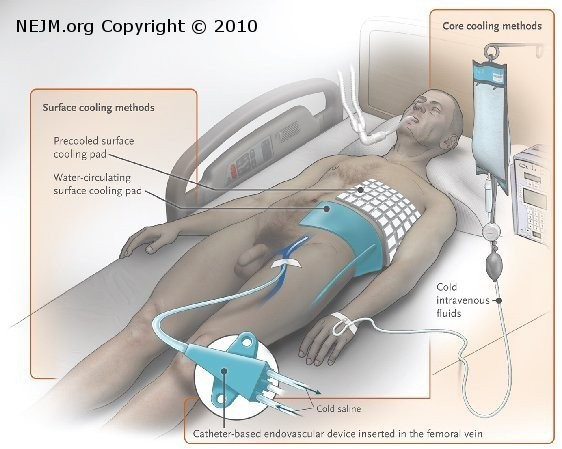 NEJM.org Copyright © 2010
Core cooling methods
Surface cooling methods
Precooled surface
cooling pad
Water-circulating
surface cooling pad
Cold
intravenous
fluids
Cold saline
Catheter-based endovascular device inserted in the femoral vein